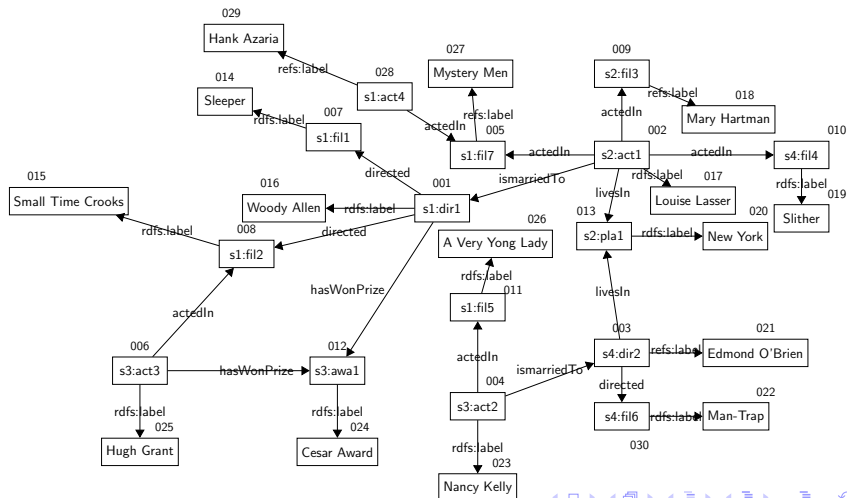 029
Hank Azaria
refs:label
028
s1:act4
027
Mystery Men
009
s2:fil3
refs:label
018
Mary Hartman
014
Sleeper
rdfs:label
007
s1:fil1
actedIn
refs:label
005
s1:fil7
actedIn
actedIn
002
s2:act1
actedIn
010
s4:fil4
directed
ismarriedTo
rdfs:label
017
Louise Lasser
rdfs:label
019
Slither
015
Small Time Crooks
016
Woody Allen
rdfs:label
001
s1:dir1
livesIn
013
s2:pla1
rdfs:label
020
New York
rdfs:label
008
s1:fil2
directed
026
A Very Yong Lady
rdfs:label
011
s1:fil5
hasWonPrize
livesIn
actedIn
006
s3:act3
hasWonPrize
012
s3:awa1
actedIn
ismarriedTo
003
s4:dir2
refs:label
021
Edmond O'Brien
directed
004
s3:act2
s4:fil6
030
rdfs:label
022
Man-Trap
rdfs:label
025
Hugh Grant
rdfs:label
024
Cesar Award
rdfs:label
023
Nancy Kelly